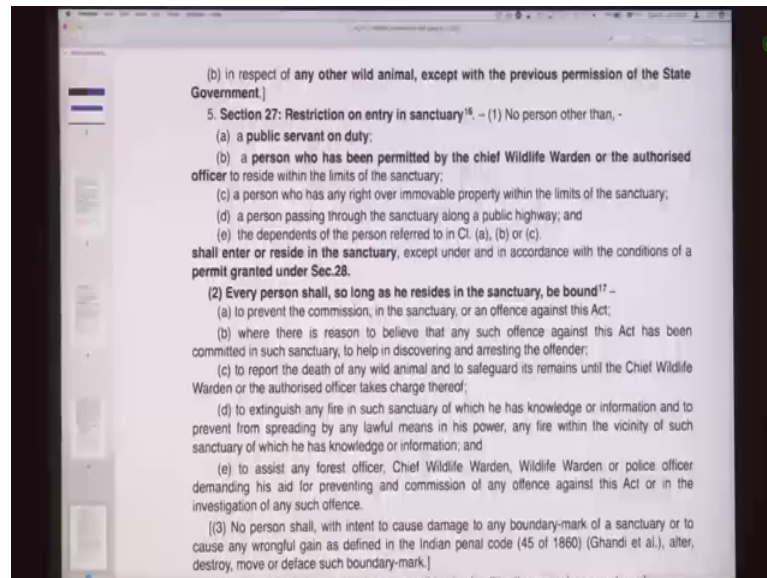 (b) in respect of any other wild animal, except with the previous permission of the State
Government.]
5. Section 27: Restriction on entry in sanctuary16. – (1) No person other than, -
(a) a public servant on duty;
(b) a person who has been permitted by the chief Wildlife Warden or the authorised
officer to reside within the limits of the sanctuary;
(c) a person who has any right over immovable property within the limits of the sanctuary;
(d) a person passing through the sanctuary along a public highway; and
(e) the dependents of the person referred to in Cl. (a), (b) or (c).
shall enter or reside in the sanctuary, except under and in accordance with the conditions of a
permit granted under Sec.28.
(2) Every person shall, so long as he resides in the sanctuary, be bound17 –
(a) to prevent the commission, in the sanctuary, or an offence against this Act;
(b) where there is reason to believe that any such offence against this Act has been
committed in such sanctuary, to help in discovering and arresting the offender;
(c) to report the death of any wild animal and to safeguard its remains until the Chief Wildlife
Warden or the authorised officer takes charge thereof;
(d) to extinguish any fire in such sanctuary of which he has knowledge or information and to
prevent from spreading by any lawful means in his power, any fire within the vicinity of such
sanctuary of which he has knowledge or information; and
(e) to assist any forest officer, Chief Wildlife Warden, Wildlife Warden or police officer
demanding his aid for preventing and commission of any offence against this Act or in the
investigation of any such offence.
[(3) No person shall, with intent to cause damage to any boundary-mark of a sanctuary or to
cause any wrongful gain as defined in the Indian penal code (45 of 1860) (Ghandi et al.), alter,
destroy, move or deface such boundary-mark.]